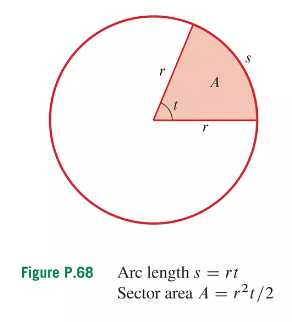 r
s
A
t
r
Figure P.68 Arc length s = rt
Sector area A = r²t/2